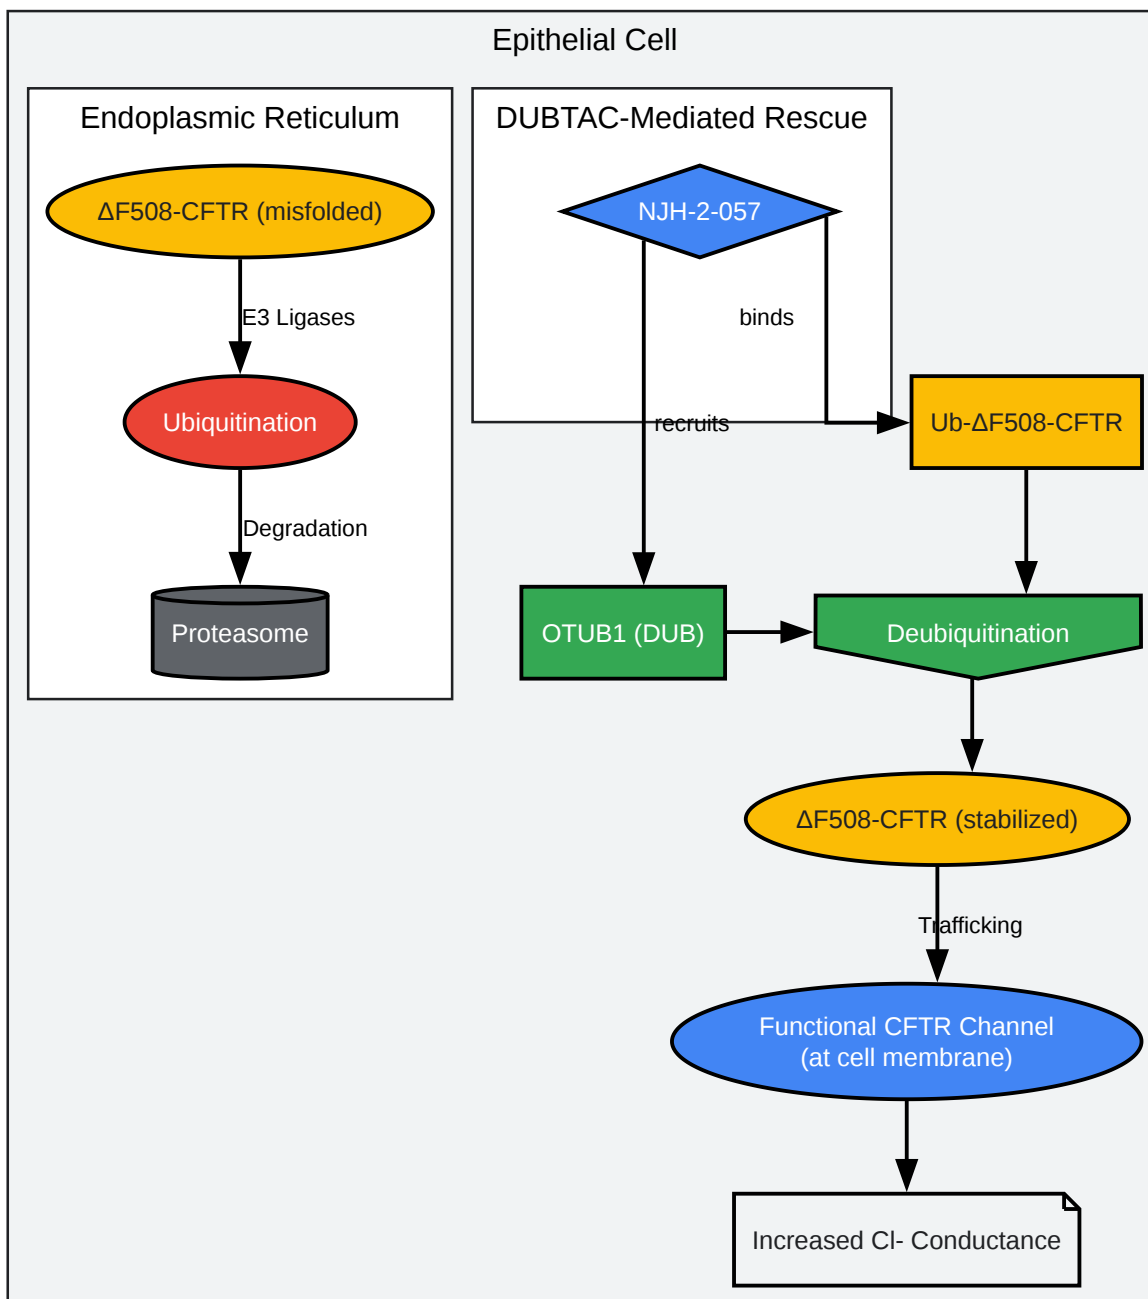 Epithelial Cell
Endoplasmic Reticulum
ΔF508-CFTR (misfolded)
E3 Ligases
Ubiquitination
Degradation
Proteasome
DUBTAC-Mediated Rescue
NJH-2-057
binds
recruits
Ub-ΔF508-CFTR
OTUB1 (DUB)
Deubiquitination
ΔF508-CFTR (stabilized)
Trafficking
Functional CFTR Channel
(at cell membrane)
Increased Cl- Conductance